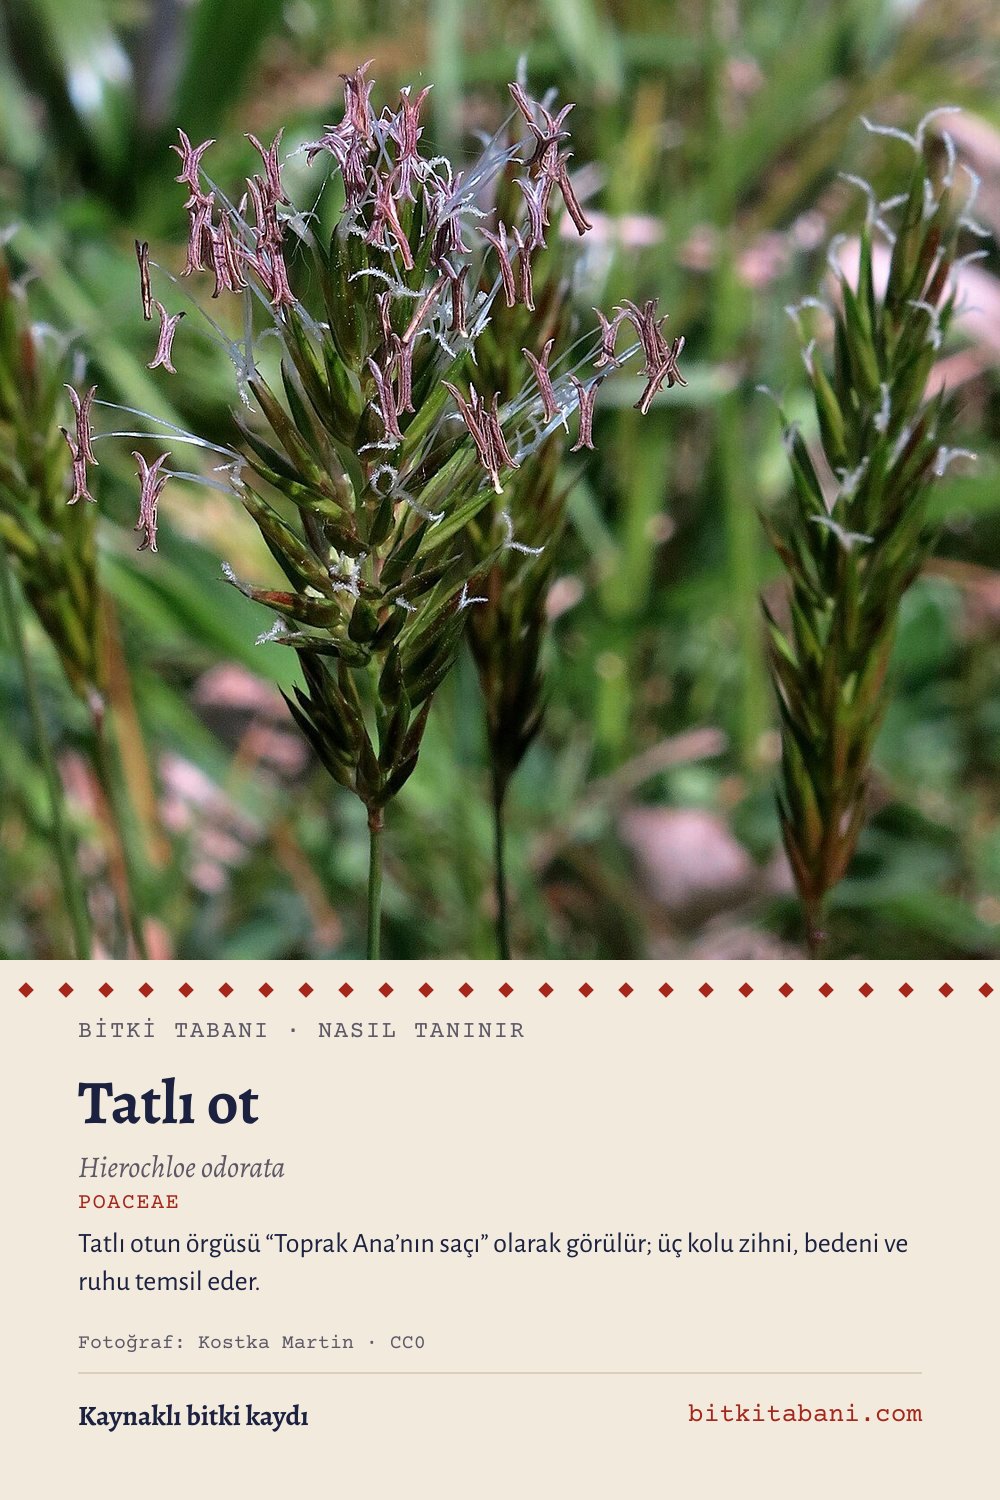 BİTKİ TABANI · NASIL TANINIR
Tatlı ot
Hierochloe odorata
POACEAE
Tatlı otun örgüsü “Toprak Ana’nın saçı” olarak görülür; üç kolu zihni, bedeni ve
ruhu temsil eder.
Fotoğraf: Kostka Martin · CC0
Kaynaklı bitki kaydı
bitkitabani.com